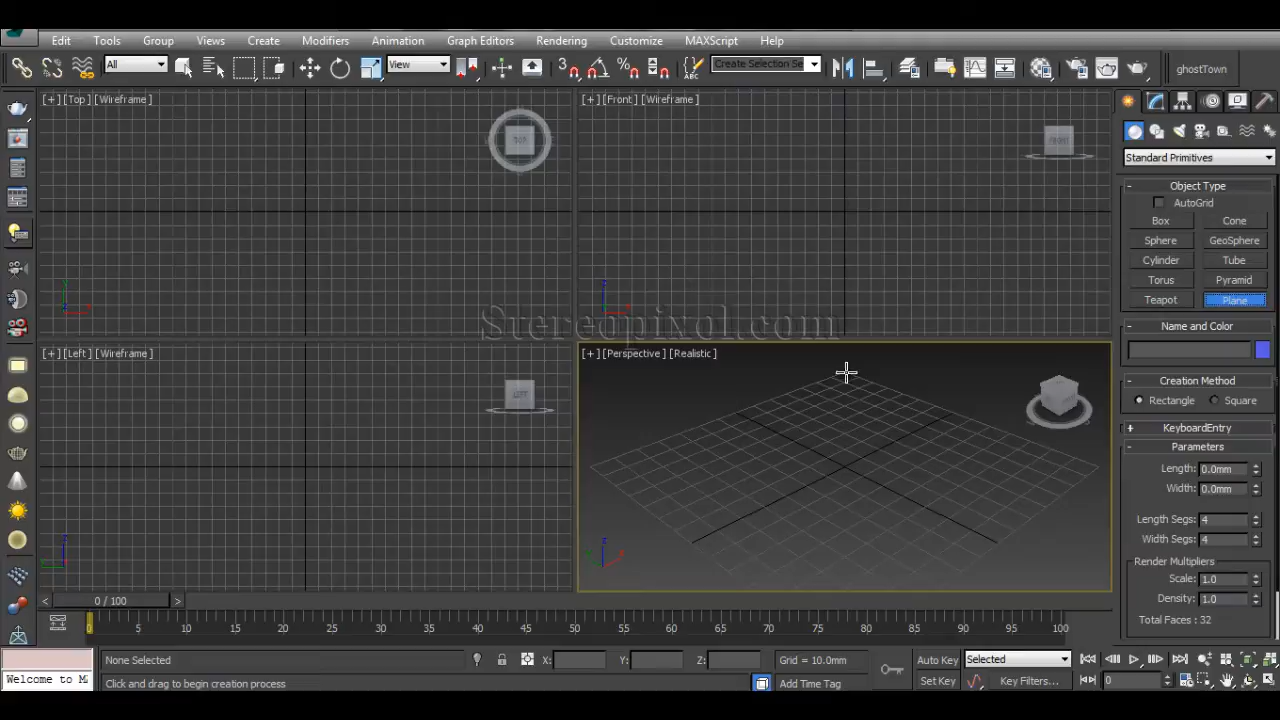 Edit Tools Group Views Create Modifiers Animation Graph Editors Rendering Customize MAXScript Help
All View Create Selection Se ghostTown
[+][Top][Wireframe] [+][Front][Wireframe]
TOP FRONT
Standard Primitives
Object Type
AutoGrid
Box Cone
Sphere GeoSphere
Cylinder Tube
Torus Pyramid
Teapot Plane
Stereopixol.com
Name and Color
[+][Left][Wireframe] [+][Perspective][Realistic]
LEFT
Creation Method
Rectangle Square
KeyboardEntry
Parameters
Length: 0.0mm
Width: 0.0mm
Length Segs: 4
Width Segs: 4
Render Multipliers
Scale: 1.0
Density: 1.0
Total Faces : 32
< 0 / 100 >
0 5 10 15 20 25 30 35 40 45 50 55 60 65 70 75 80 85 90 95 100
None Selected X: Y: Z: Grid = 10.0mm Auto Key Selected
Welcome to M Click and drag to begin creation process Add Time Tag Set Key Key Filters... 0